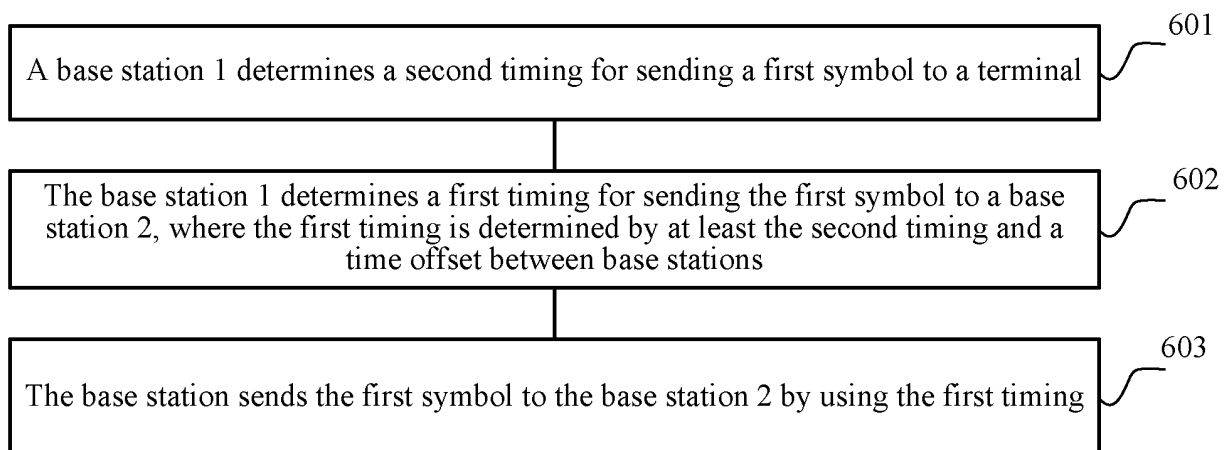 601
A base station 1 determines a second timing for sending a first symbol to a terminal
602
The base station 1 determines a first timing for sending the first symbol to a base
station 2, where the first timing is determined by at least the second timing and a
time offset between base stations
603
The base station sends the first symbol to the base station 2 by using the first timing